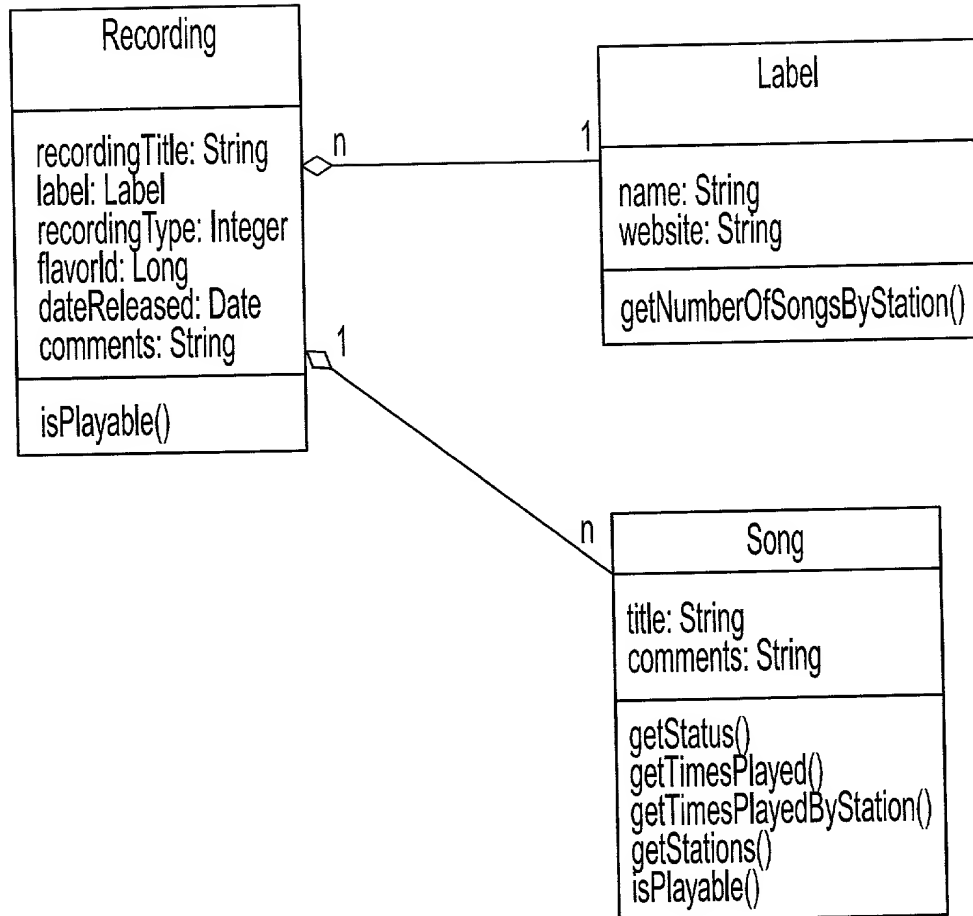 Recording
recordingTitle: String
label: Label
recordingType: Integer
flavorId: Long
dateReleased: Date
comments: String
isPlayable()
n
1
Label
name: String
website: String
getNumberOfSongsByStation()
1
n
Song
title: String
comments: String
getStatus()
getTimesPlayed()
getTimesPlayedByStation()
getStations()
isPlayable()